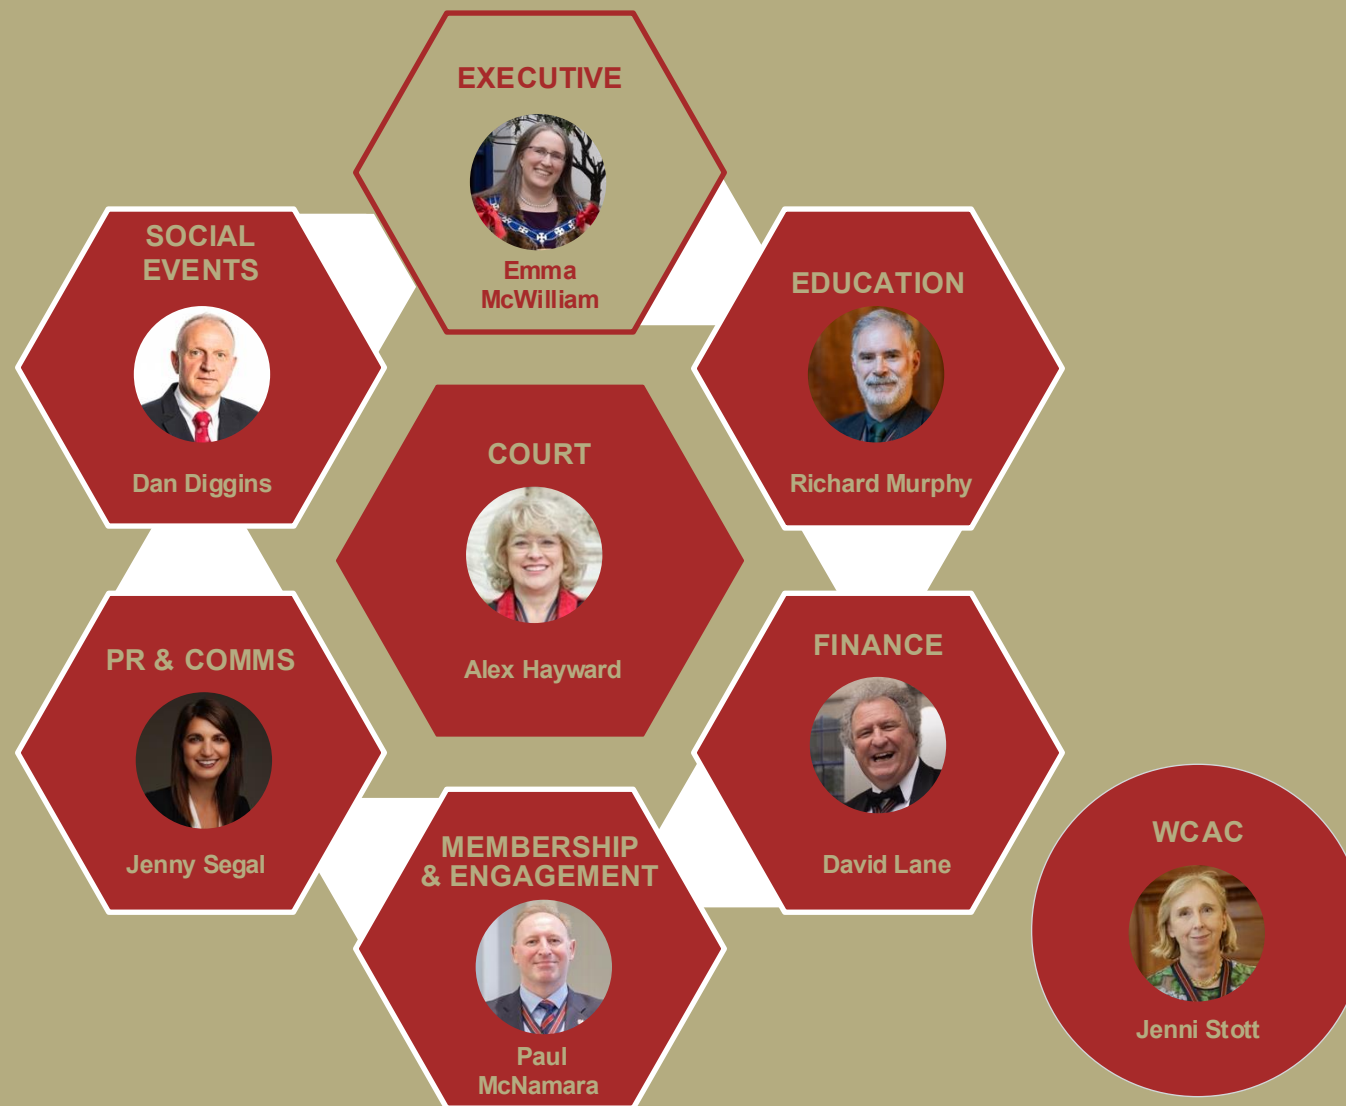 EXECUTIVE
Emma
McWilliam
SOCIAL
EVENTS
Dan Diggins
EDUCATION
Richard Murphy
COURT
Alex Hayward
PR & COMMS
Jenny Segal
FINANCE
David Lane
MEMBERSHIP
& ENGAGEMENT
Paul
McNamara
WCAC
Jenni Stott